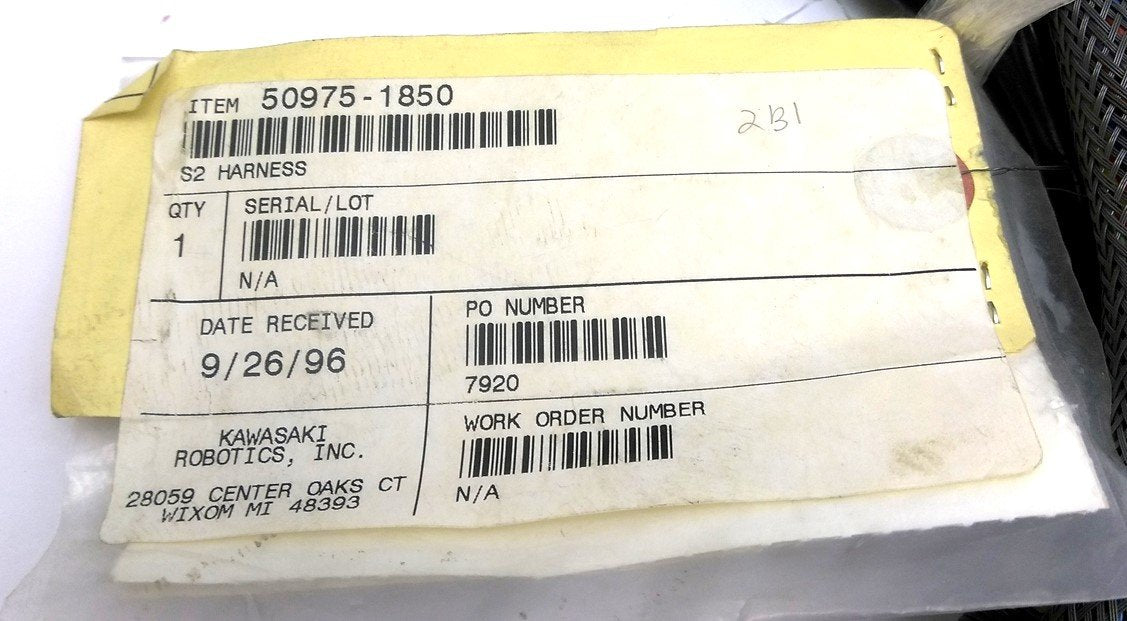 ITEM 50975-1850
2B1
S2 HARNESS
QTY
1
SERIAL/LOT
N/A
DATE RECEIVED
9/26/96
PO NUMBER
7920
KAWASAKI
ROBOTICS, INC.
28059 CENTER OAKS CT
WIXOM MI 48393
WORK ORDER NUMBER
N/A